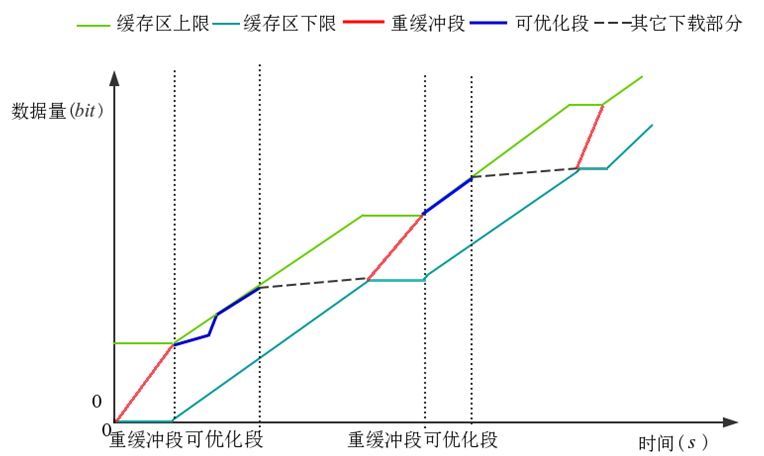 缓存区上限 缓存区下限 重缓冲段 可优化段 其它下载部分
数据量(bit)
0
0
重缓冲段 可优化段 重缓冲段 可优化段 时间(s)